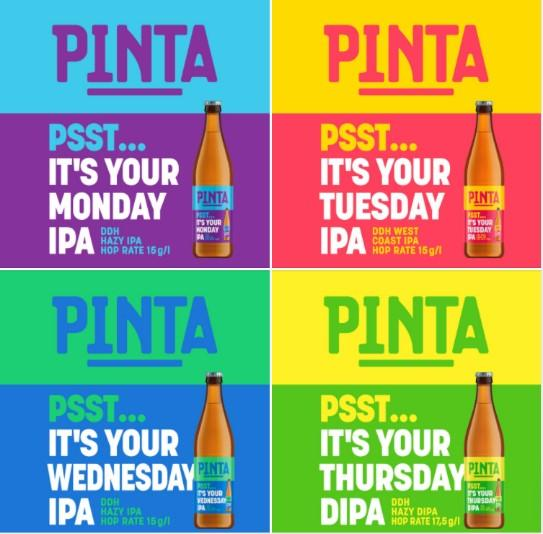 PINTA
PSST...
IT'S YOUR
MONDAY
IPA
DDH
HAZY IPA
HOP RATE 15g/l
PINTA
PSST...
IT'S YOUR
MONDAY
IPA
PINTA
PSST...
IT'S YOUR
TUESDAY
IPA
DDH WEST
COAST IPA
HOP RATE 15g/l
PINTA
PSST...
IT'S YOUR
TUESDAY
IPA
PINTA
PSST...
IT'S YOUR
WEDNESDAY
IPA
DDH
HAZY IPA
HOP RATE 15g/l
PINTA
PSST...
IT'S YOUR
WEDNESDAY
IPA
PINTA
PSST...
IT'S YOUR
THURSDAY
DIPA
DDH
HAZY DIPA
HOP RATE 17,5g/l
PINTA
PSST...
IT'S YOUR
THURSDAY
DIPA